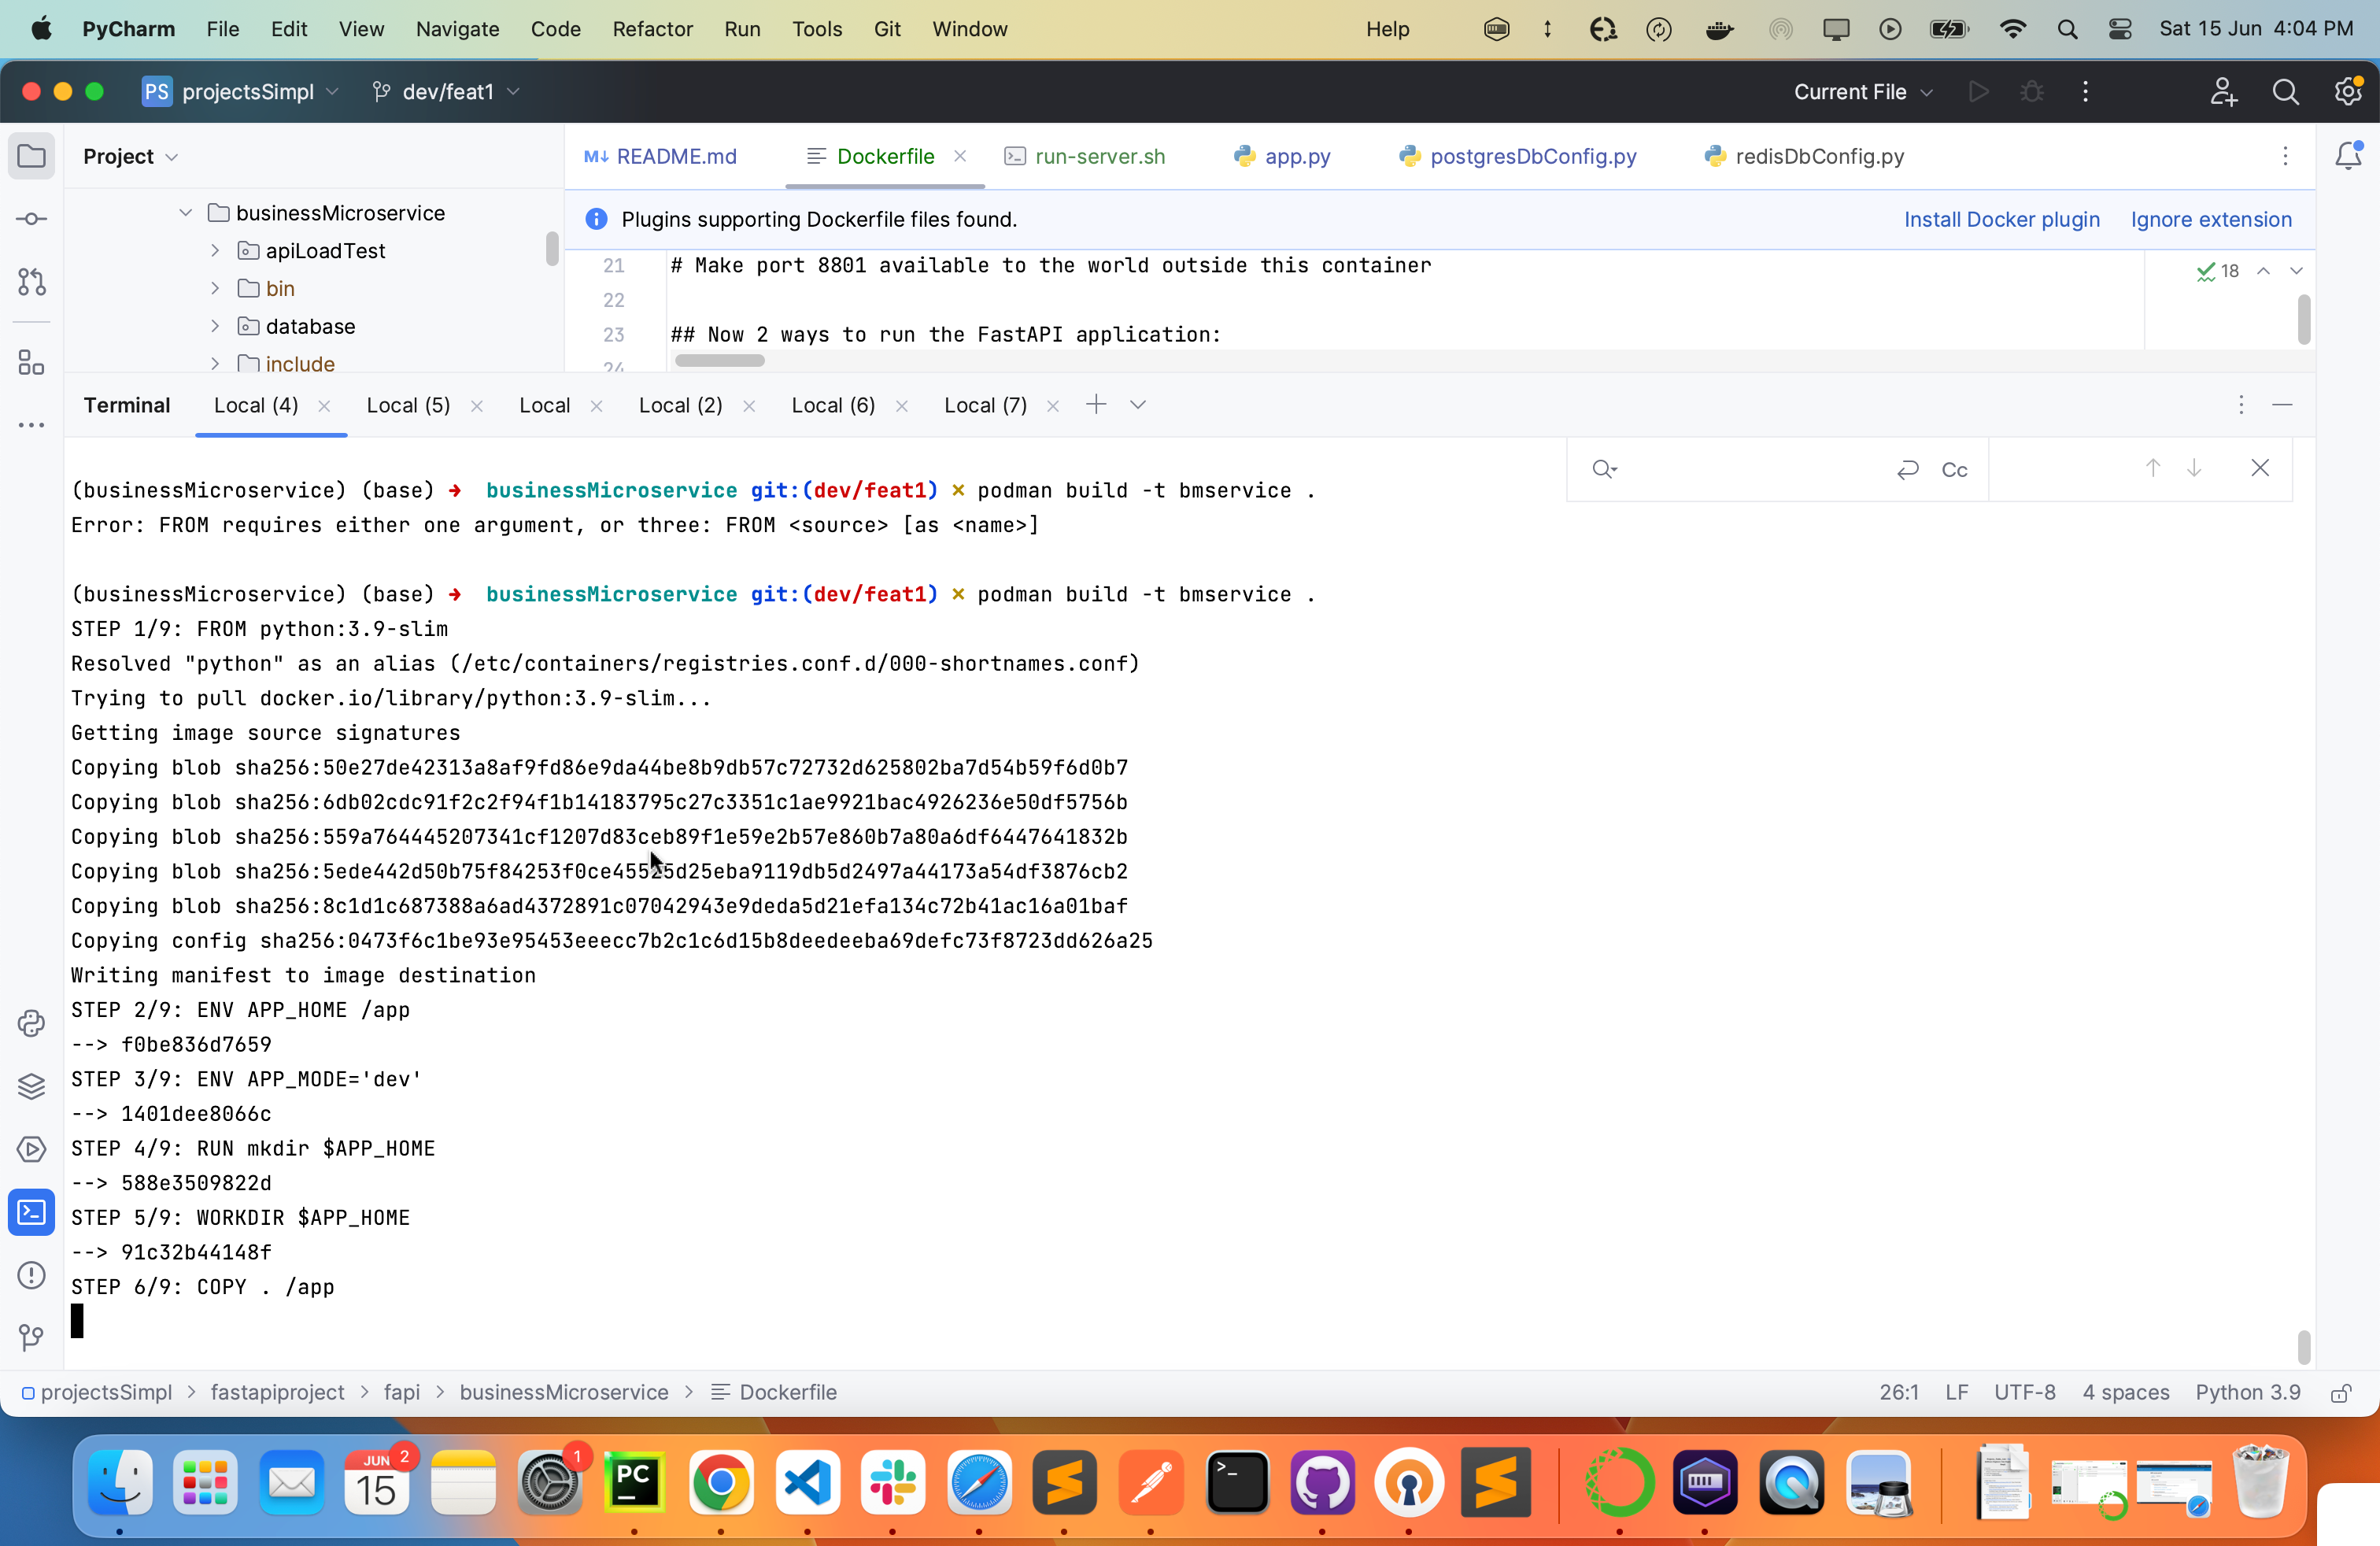 PyCharm File Edit View Navigate Code Refactor Run Tools Git Window Help Sat 15 Jun 4:04 PM
PS projectsSimpl dev/feat1 Current File
Project
README.md Dockerfile run-server.sh app.py postgresDbConfig.py redisDbConfig.py
businessMicroservice
apiLoadTest
bin
database
include
Plugins supporting Dockerfile files found. Install Docker plugin Ignore extension
21 # Make port 8801 available to the world outside this container
22
23 ## Now 2 ways to run the FastAPI application:
24
18
Terminal Local (4) Local (5) Local Local (2) Local (6) Local (7)
Cc
(businessMicroservice) (base) ➜ businessMicroservice git:(dev/feat1) × podman build -t bmservice .
Error: FROM requires either one argument, or three: FROM <source> [as <name>]
(businessMicroservice) (base) ➜ businessMicroservice git:(dev/feat1) × podman build -t bmservice .
STEP 1/9: FROM python:3.9-slim
Resolved "python" as an alias (/etc/containers/registries.conf.d/000-shortnames.conf)
Trying to pull docker.io/library/python:3.9-slim...
Getting image source signatures
Copying blob sha256:50e27de42313a8af9fd86e9da44be8b9db57c72732d625802ba7d54b59f6d0b7
Copying blob sha256:6db02cdc91f2c2f94f1b14183795c27c3351c1ae9921bac4926236e50df5756b
Copying blob sha256:559a764445207341cf1207d83ceb89f1e59e2b57e860b7a80a6df6447641832b
Copying blob sha256:5ede442d50b75f84253f0ce45525d25eba9119db5d2497a44173a54df3876cb2
Copying blob sha256:8c1d1c687388a6ad4372891c07042943e9deda5d21efa134c72b41ac16a01baf
Copying config sha256:0473f6c1be93e95453eeecc7b2c1c6d15b8deedeeba69defc73f8723dd626a25
Writing manifest to image destination
STEP 2/9: ENV APP_HOME /app
--> f0be836d7659
STEP 3/9: ENV APP_MODE='dev'
--> 1401dee8066c
STEP 4/9: RUN mkdir $APP_HOME
--> 588e3509822d
STEP 5/9: WORKDIR $APP_HOME
--> 91c32b44148f
STEP 6/9: COPY . /app
projectsSimpl > fastapiproject > fapi > businessMicroservice > Dockerfile 26:1 LF UTF-8 4 spaces Python 3.9
JUN 15 2 1 PC